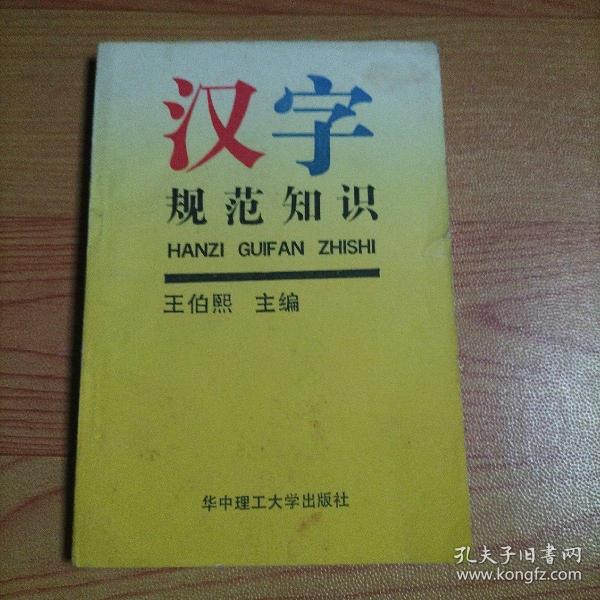 汉字
规范知识
HANZI GUIFAN ZHISHI
王伯熙 主编
华中理工大学出版社
孔夫子旧書网
www.kongfz.com